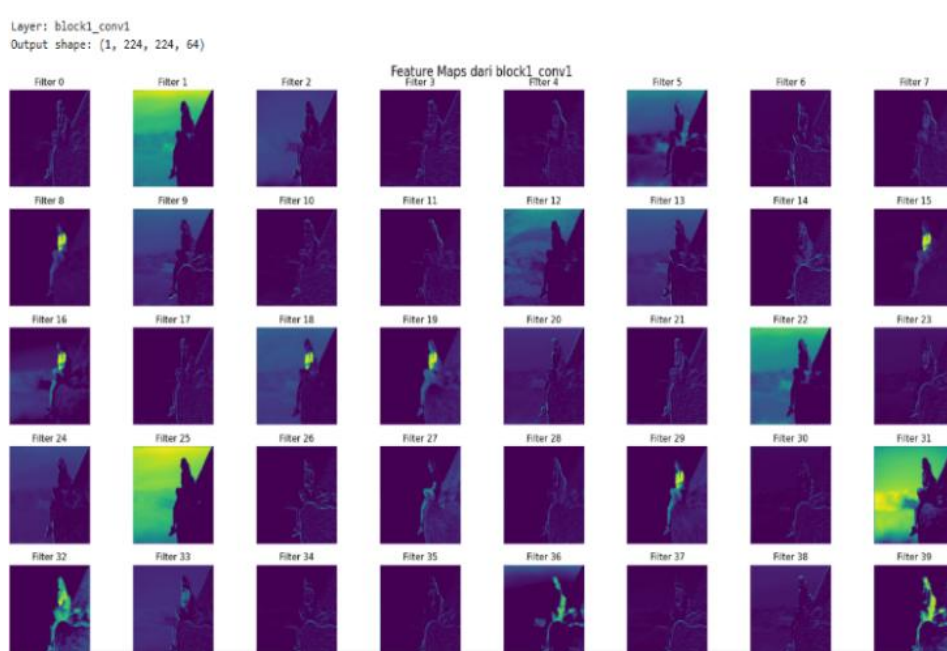 Layer: block1_conv1
Output shape: (1, 224, 224, 64)
Feature Maps dari block1_conv1
Filter 0 Filter 1 Filter 2 Filter 3 Filter 4 Filter 5 Filter 6 Filter 7
Filter 8 Filter 9 Filter 10 Filter 11 Filter 12 Filter 13 Filter 14 Filter 15
Filter 16 Filter 17 Filter 18 Filter 19 Filter 20 Filter 21 Filter 22 Filter 23
Filter 24 Filter 25 Filter 26 Filter 27 Filter 28 Filter 29 Filter 30 Filter 31
Filter 32 Filter 33 Filter 34 Filter 35 Filter 36 Filter 37 Filter 38 Filter 39